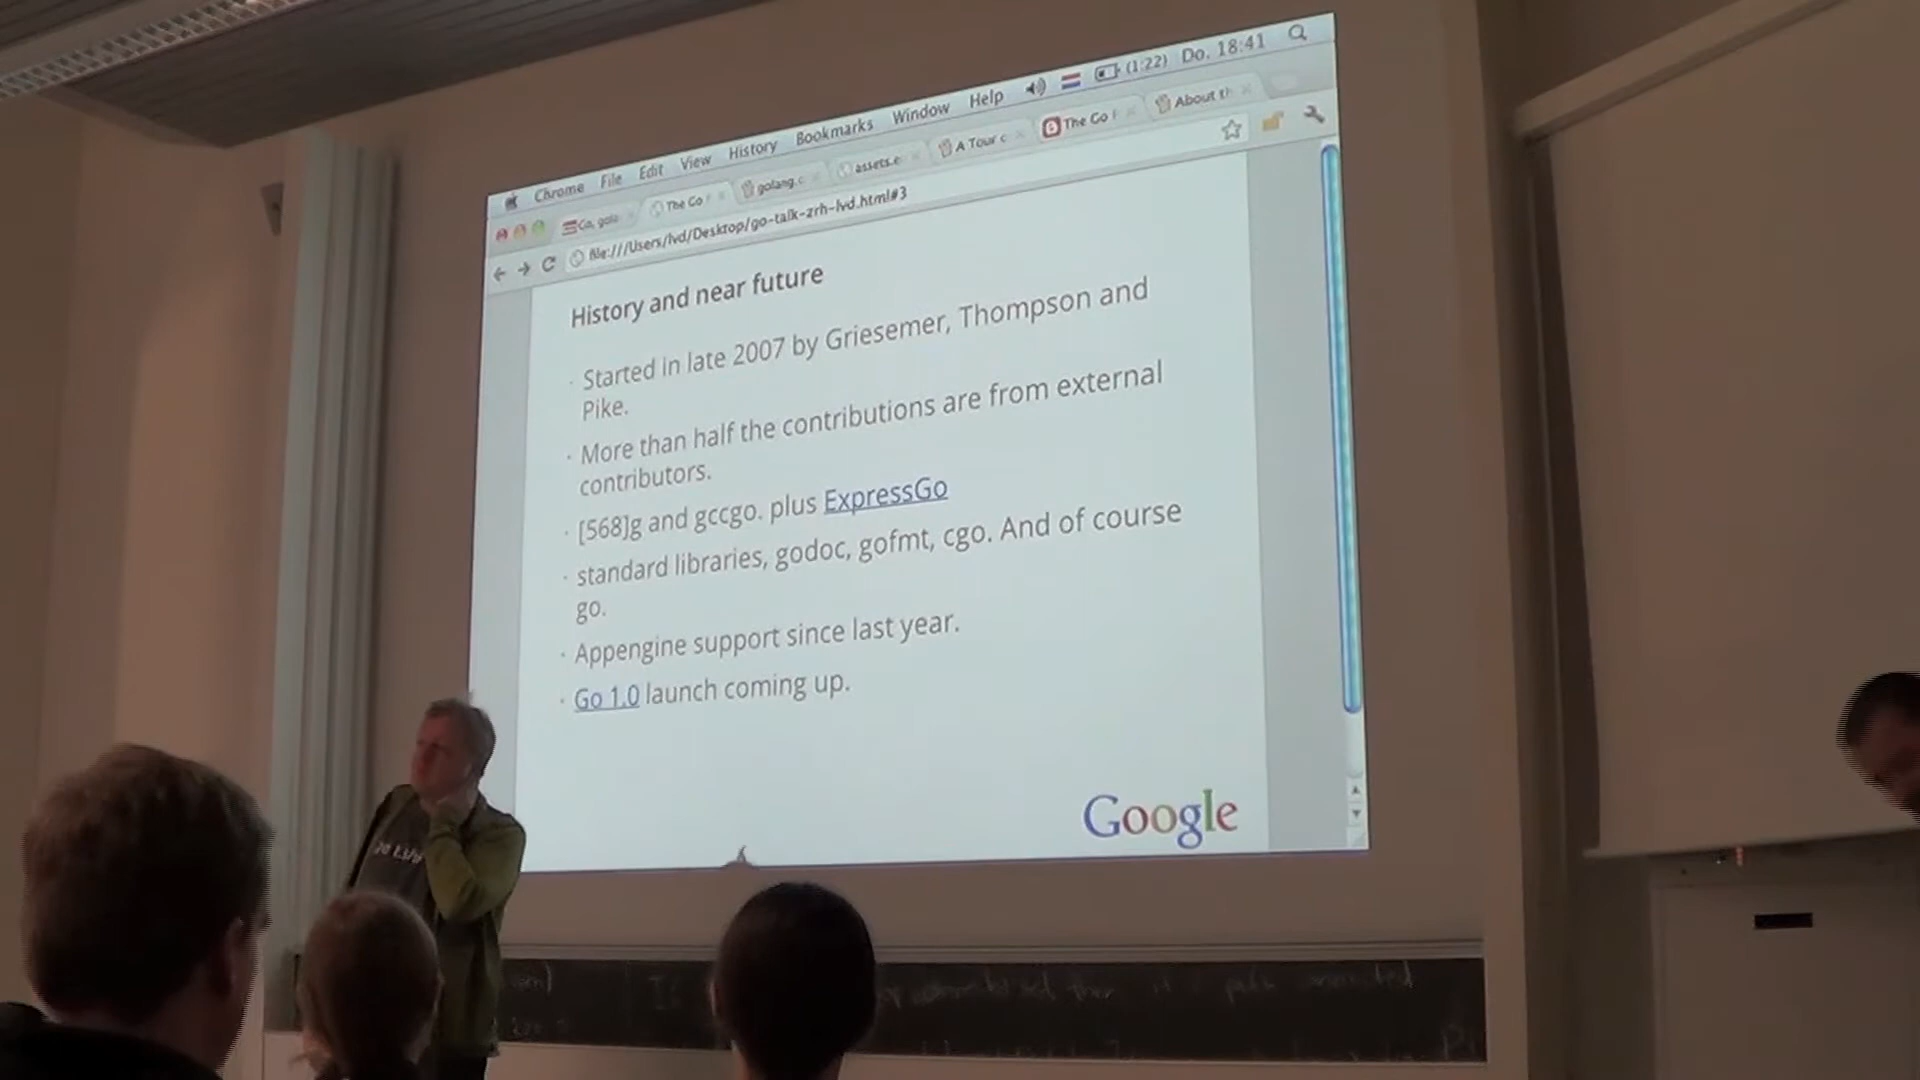 Chrome File Edit View History Bookmarks Window Help (1:22) Do. 18:41
Go, gola The Go golang.c assets.e A Tour c The Go About th
file:///Users/lvd/Desktop/go-talk-zrh-lvd.html#3
History and near future
· Started in late 2007 by Griesemer, Thompson and
Pike.
· More than half the contributions are from external
contributors.
· [568]g and gccgo. plus ExpressGo
· standard libraries, godoc, gofmt, cgo. And of course
go.
· Appengine support since last year.
· Go 1.0 launch coming up.
Google